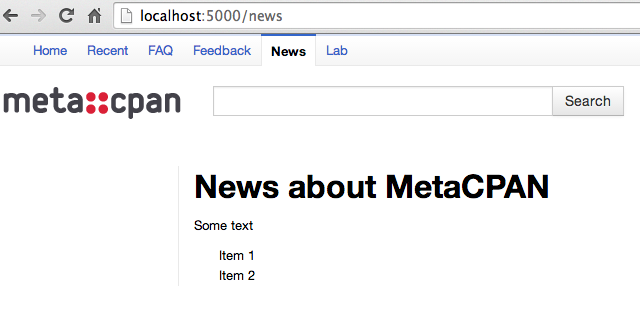 localhost:5000/news
Home Recent FAQ Feedback News Lab
meta::cpan
Search
News about MetaCPAN
Some text
Item 1
Item 2